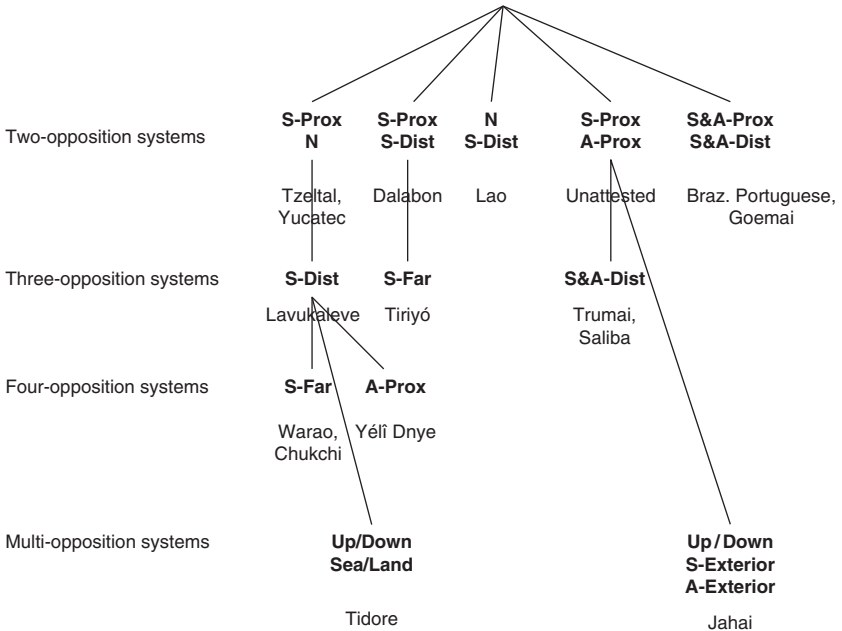 Two-opposition systems
S-Prox
N
S-Prox
S-Dist
N
S-Dist
S-Prox
A-Prox
S&A-Prox
S&A-Dist
Tzeltal,
Yucatec
Dalabon
Lao
Unattested
Braz. Portuguese,
Goemai
Three-opposition systems
S-Dist
S-Far
S&A-Dist
Lavukaleve
Tiriyó
Trumai,
Saliba
Four-opposition systems
S-Far
A-Prox
Warao,
Chukchi
Yélî Dnye
Multi-opposition systems
Up/Down
Sea/Land
Up/Down
S-Exterior
A-Exterior
Tidore
Jahai